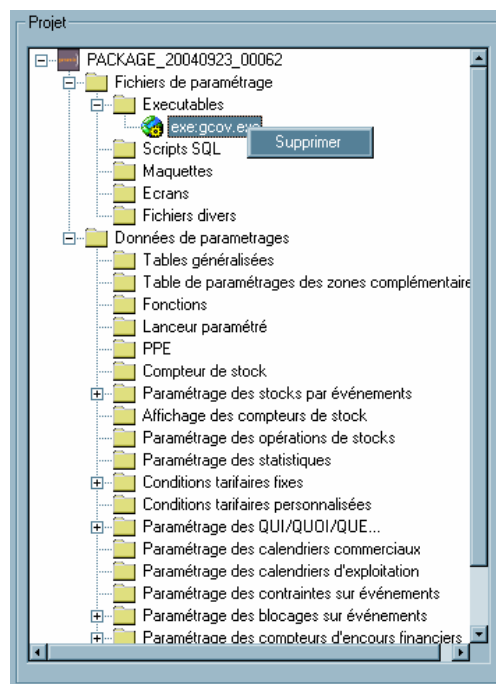 Projet
PACKAGE_20040923_00062
Fichiers de paramétrage
Executables
exe:gcov.exe
Supprimer
Scripts SQL
Maquettes
Ecrans
Fichiers divers
Données de parametrages
Tables généralisées
Table de paramétrages des zones complémentaire
Fonctions
Lanceur paramétré
PPE
Compteur de stock
Paramétrage des stocks par événements
Affichage des compteurs de stock
Paramétrage des opérations de stocks
Paramétrage des statistiques
Conditions tarifaires fixes
Conditions tarifaires personnalisées
Paramétrage des QUI/QUOI/QUE...
Paramétrage des calendriers commerciaux
Paramétrage des calendriers d'exploitation
Paramétrage des contraintes sur événements
Paramétrage des blocages sur événements
Paramétrage des compteurs d'encours financiers